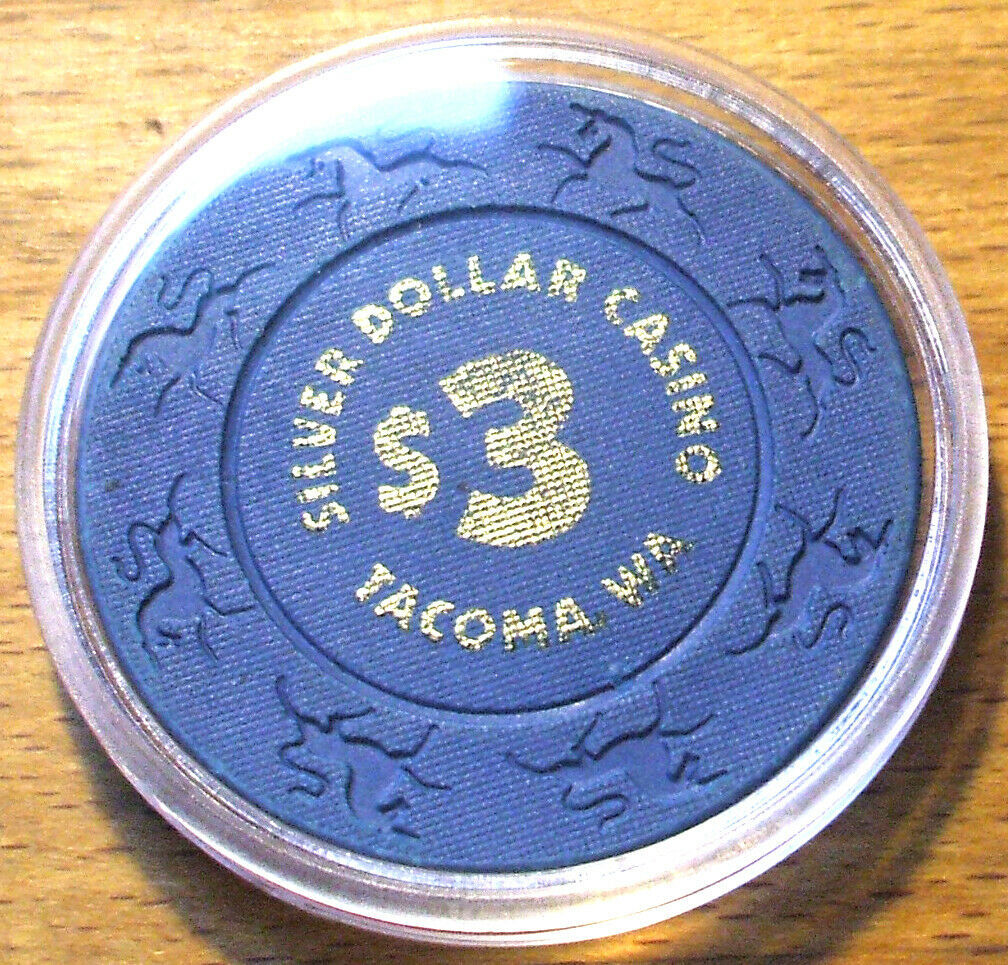 SILVER DOLLAR CASINO
$3
TACOMA, WA